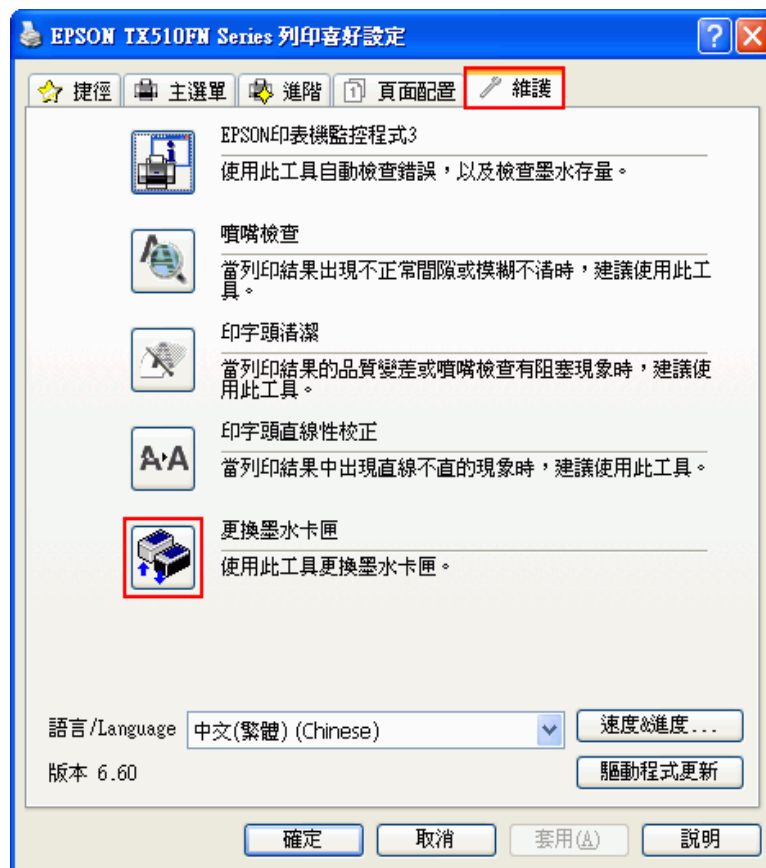 EPSON TX510FN Series 列印喜好設定
捷徑 主選單 進階 頁面配置 維護
EPSON印表機監控程式3
使用此工具自動檢查錯誤，以及檢查墨水存量。
噴嘴檢查
當列印結果出現不正常間隙或模糊不清時，建議使用此工
具。
印字頭清潔
當列印結果的品質變差或噴嘴檢查有阻塞現象時，建議使
用此工具。
印字頭直線性校正
當列印結果中出現直線不直的現象時，建議使用此工具。
更換墨水卡匣
使用此工具更換墨水卡匣。
語言/Language 中文(繁體) (Chinese) 速度&進度...
版本 6.60 驅動程式更新
確定 取消 套用(A) 說明